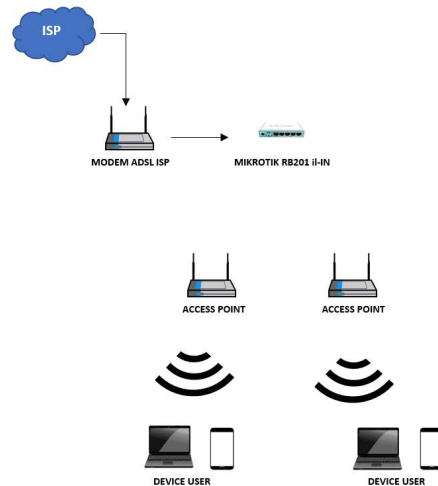 ISP
MODEM ADSL ISP
MIKROTIK RB201 il-IN
ACCESS POINT
ACCESS POINT
DEVICE USER
DEVICE USER